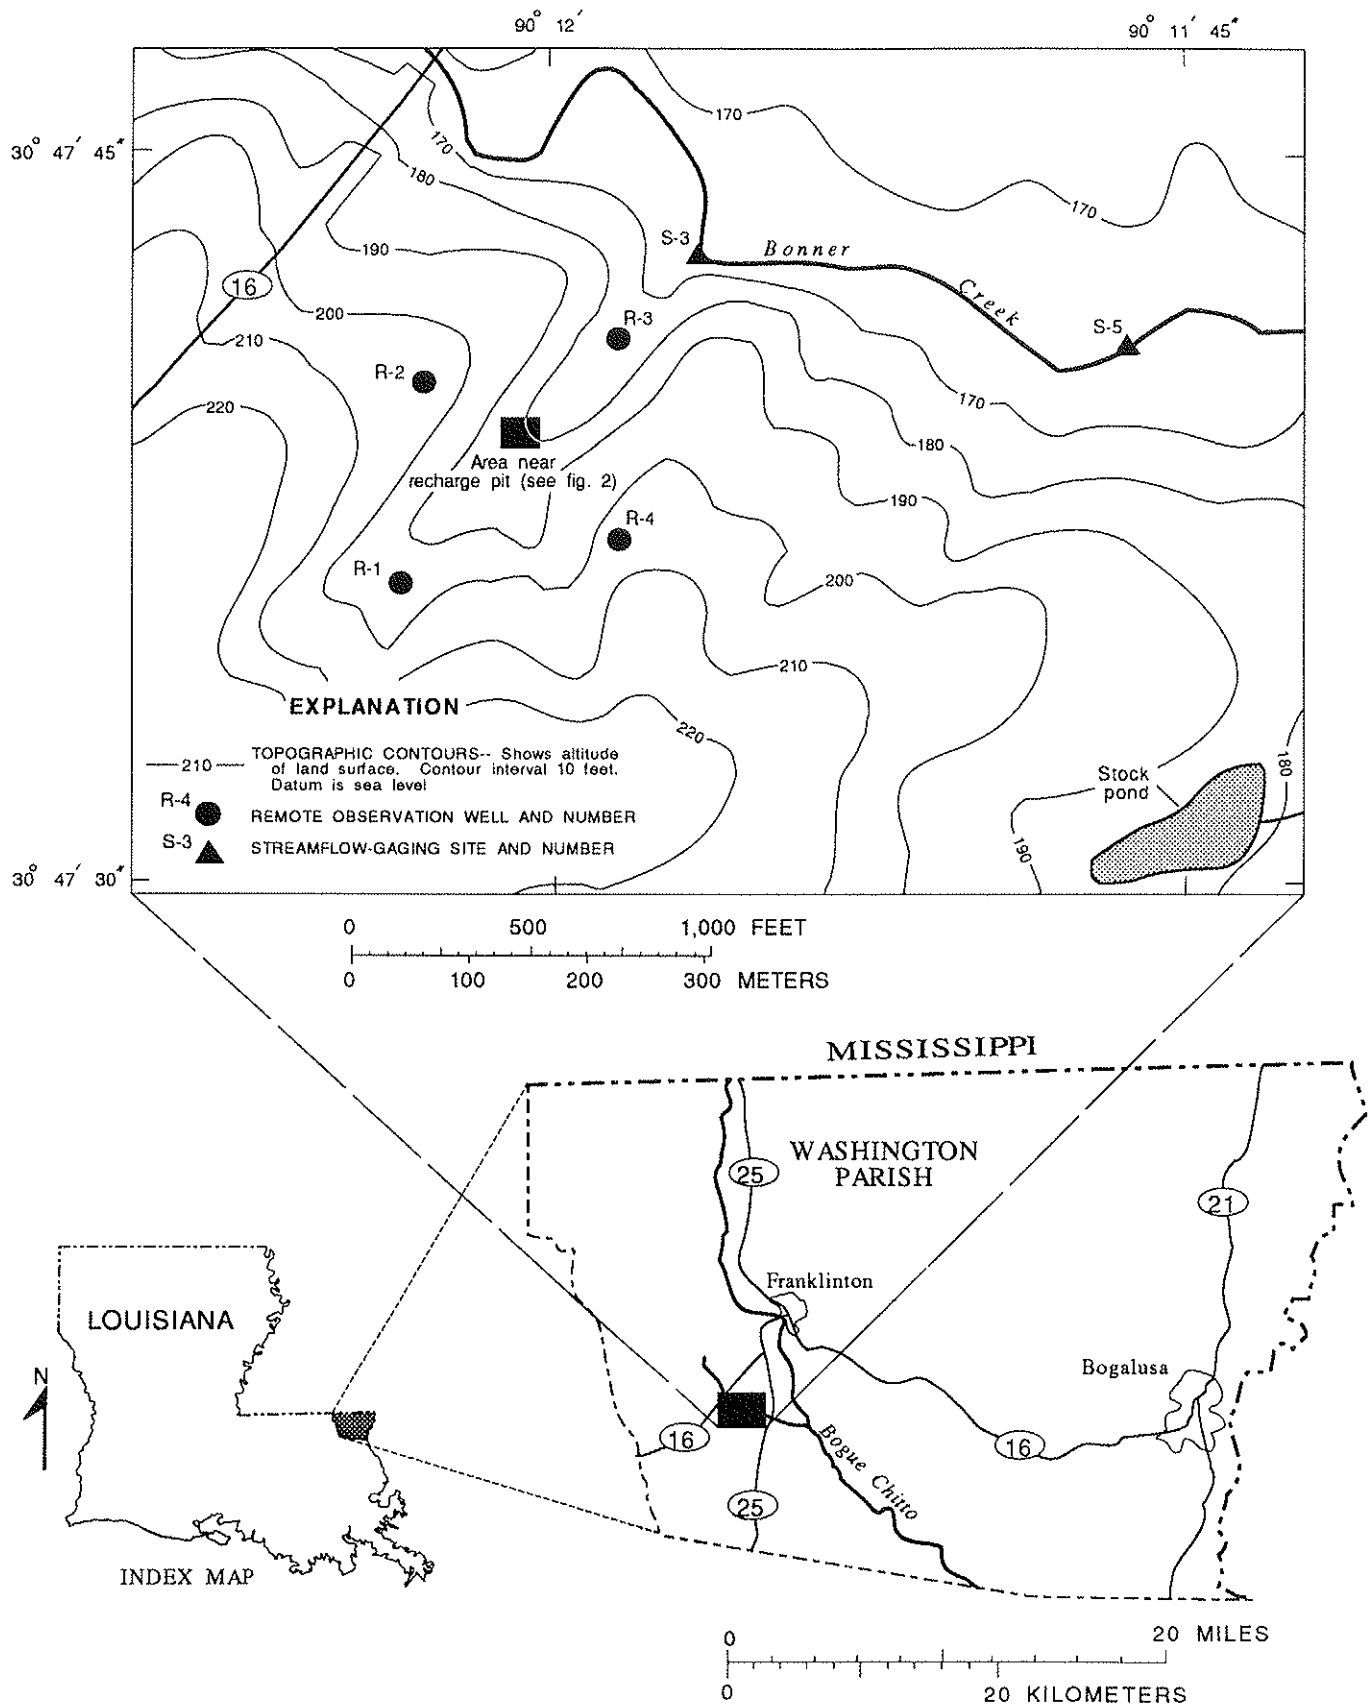 90° 12'
90° 11' 45"
30° 47' 45"
170
170
180
170
190
S-3
Bonner
16
Creek
200
R-3
S-5
210
R-2
220
170
180
Area near
recharge pit (see fig. 2)
190
R-4
R-1
200
210
EXPLANATION
220
210
TOPOGRAPHIC CONTOURS-- Shows altitude
of land surface. Contour interval 10 feet.
Datum is sea level
R-4
REMOTE OBSERVATION WELL AND NUMBER
S-3
STREAMFLOW-GAGING SITE AND NUMBER
Stock
pond
180
190
30° 47' 30"
0 500 1,000 FEET
0 100 200 300 METERS
MISSISSIPPI
WASHINGTON
PARISH
25
21
Franklinton
LOUISIANA
N
Bogalusa
16
Bogue Chitto
16
25
INDEX MAP
0 20 MILES
0 20 KILOMETERS